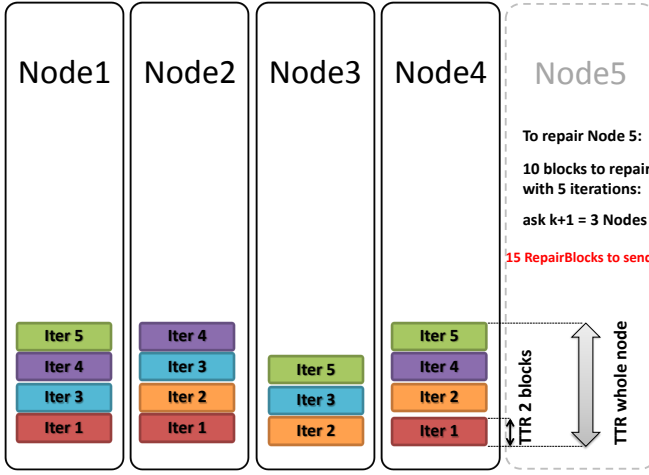 Node1
Node2
Node3
Node4
Node5
To repair Node 5:
10 blocks to repair
with 5 iterations:
ask k+1 = 3 Nodes
15 RepairBlocks to send
Iter 5
Iter 4
Iter 3
Iter 1
Iter 4
Iter 3
Iter 2
Iter 1
Iter 5
Iter 3
Iter 2
Iter 5
Iter 4
Iter 2
Iter 1
TTR 2 blocks
TTR whole node